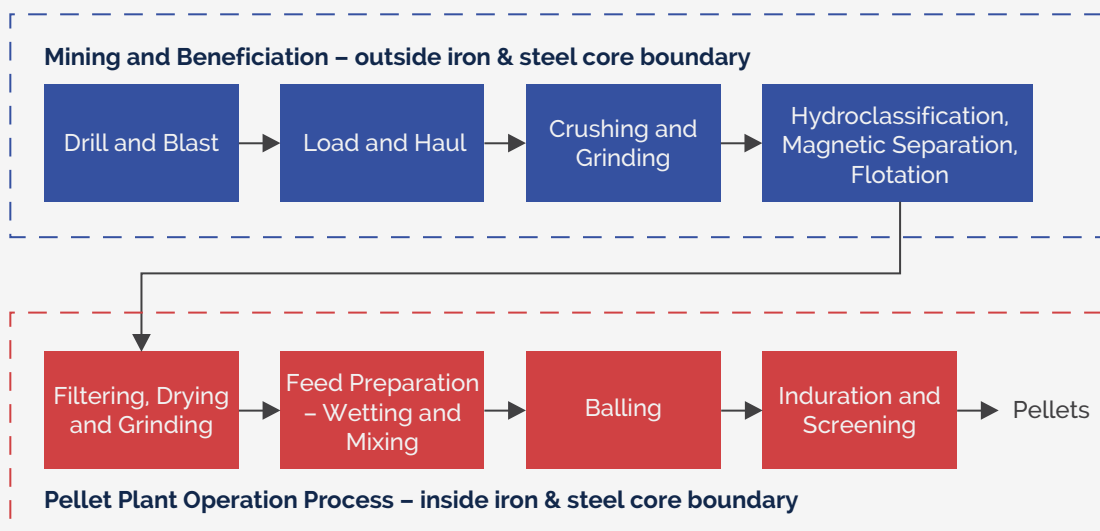 Mining and Beneficiation – outside iron & steel core boundary
Drill and Blast
Load and Haul
Crushing and
Grinding
Hydroclassification,
Magnetic Separation,
Flotation
Filtering, Drying
and Grinding
Feed Preparation
– Wetting and
Mixing
Balling
Induration and
Screening
Pellets
Pellet Plant Operation Process – inside iron & steel core boundary